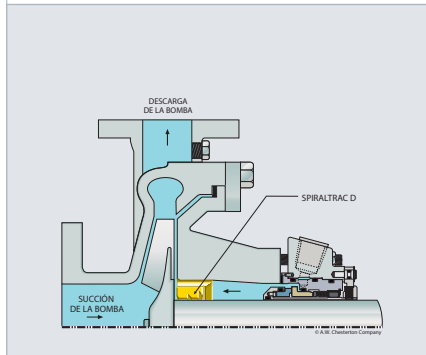 DESCARGA
DE LA BOMBA
SPIRALTRAC D
SUCCIÓN
DE LA BOMBA
© A.W. Chesterton Company